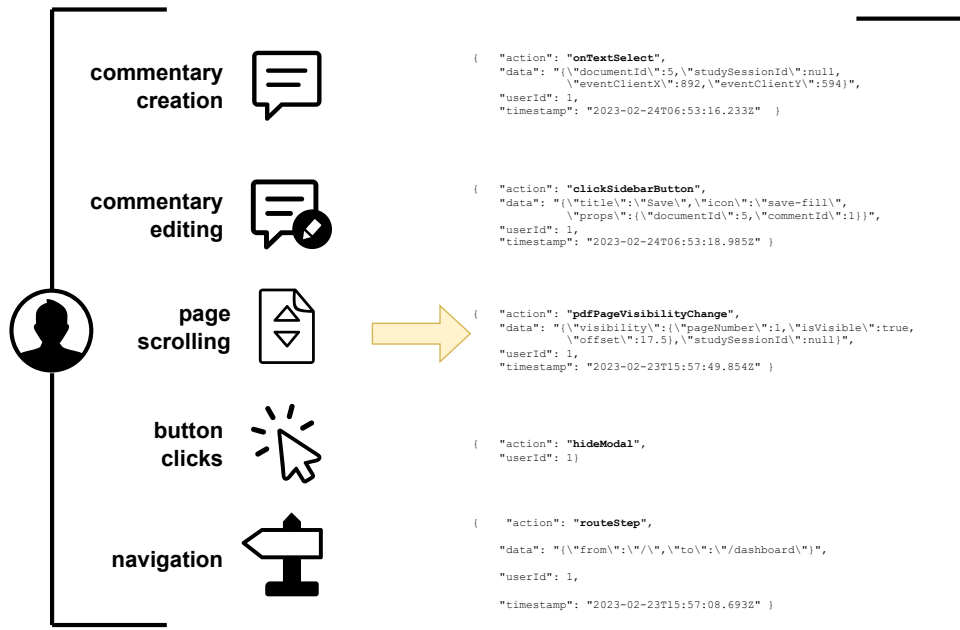 commentary
creation
{   "action": "onTextSelect",
"data": "{\"documentId\":5,\"studySessionId\":null,
\"eventClientX\":892,\"eventClientY\":594}",
"userId": 1,
"timestamp": "2023-02-24T06:53:16.233Z"  }
commentary
editing
{   "action": "clickSidebarButton",
"data": "{\"title\":\"Save\",\"icon\":\"save-fill\",
\"props\":{\"documentId\":5,\"commentId\":1}}",
"userId": 1,
"timestamp": "2023-02-24T06:53:18.985Z" }
page
scrolling
{   "action": "pdfPageVisibilityChange",
"data": "{\"visibility\":{\"pageNumber\":1,\"isVisible\":true,
\"offset\":17.5},\"studySessionId\":null}",
"userId": 1,
"timestamp": "2023-02-23T15:57:49.854Z" }
button
clicks
{   "action": "hideModal",
"userId": 1}
navigation
{    "action": "routeStep",
"data": "{\"from\":\"/\",\"to\":\"/dashboard\"}",
"userId": 1,
"timestamp": "2023-02-23T15:57:08.693Z" }